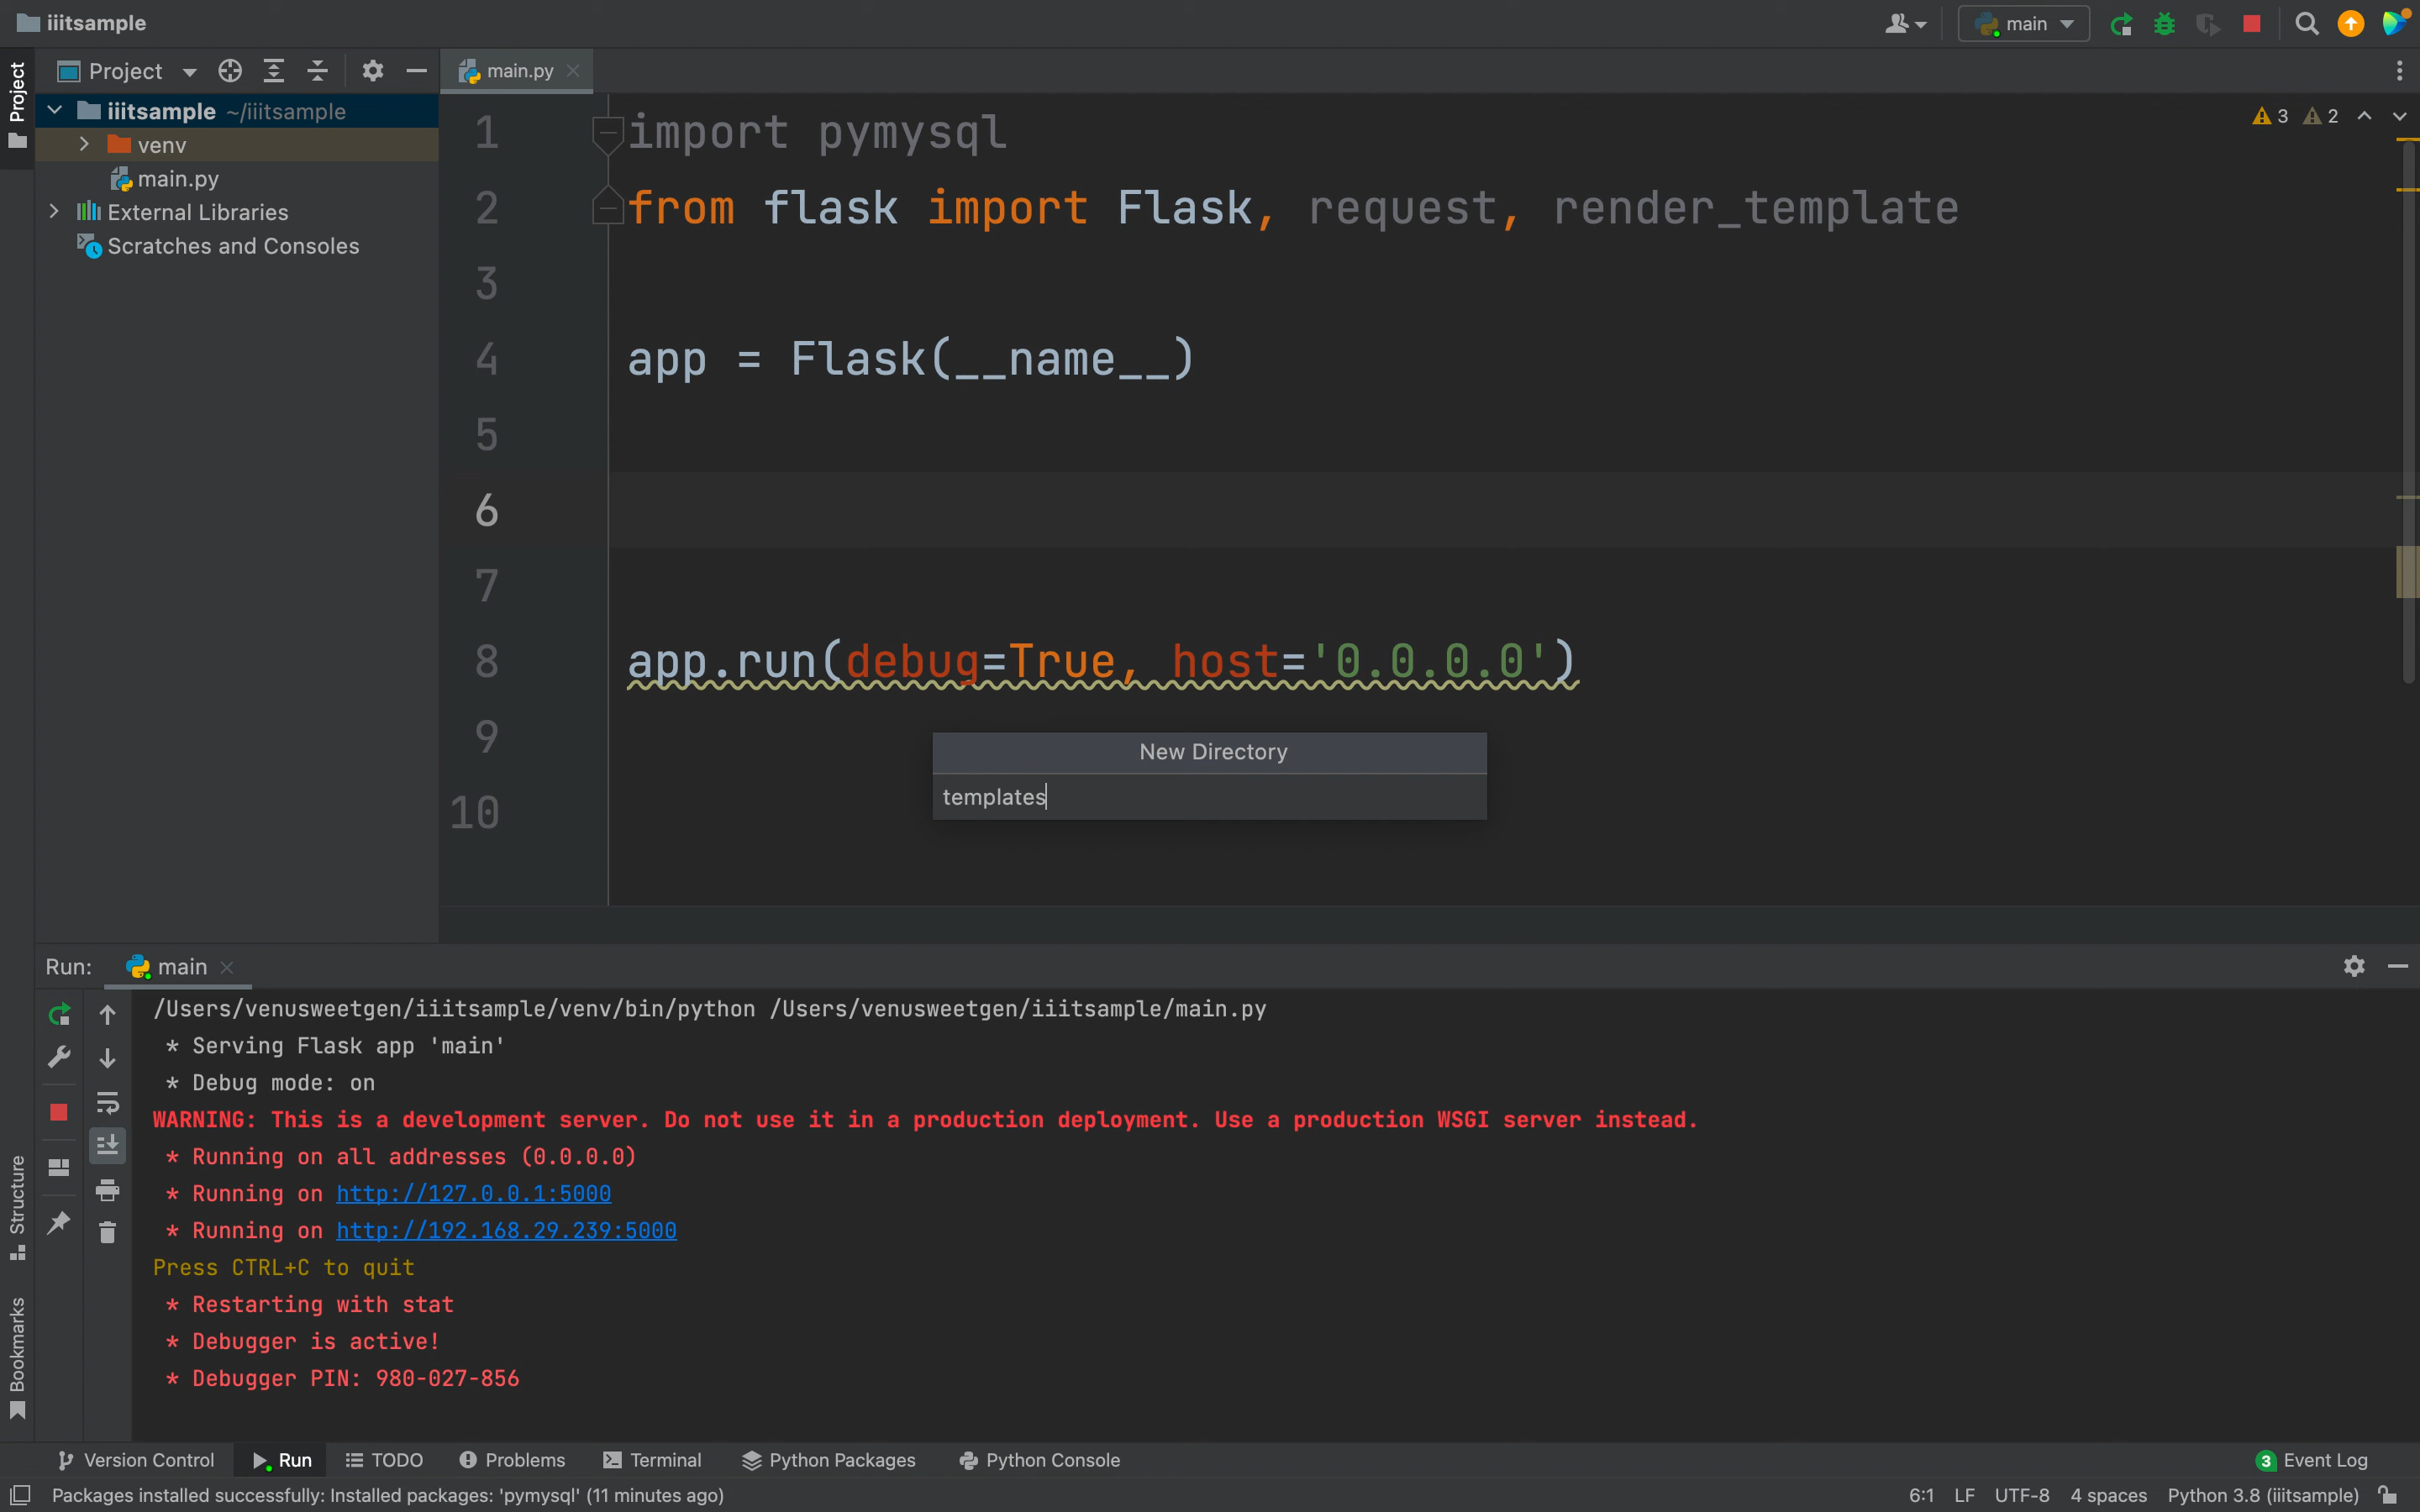 iiitsample
main
Project
Project
main.py
iiitsample ~/iiitsample
venv
main.py
External Libraries
Scratches and Consoles
3 2
1 import pymysql
2 from flask import Flask, request, render_template
3
4 app = Flask(__name__)
5
6
7
8 app.run(debug=True, host='0.0.0.0')
9
10
New Directory
templates
Run: main
/Users/venusweetgen/iiitsample/venv/bin/python /Users/venusweetgen/iiitsample/main.py
* Serving Flask app 'main'
* Debug mode: on
WARNING: This is a development server. Do not use it in a production deployment. Use a production WSGI server instead.
* Running on all addresses (0.0.0.0)
* Running on http://127.0.0.1:5000
* Running on http://192.168.29.239:5000
Press CTRL+C to quit
* Restarting with stat
* Debugger is active!
* Debugger PIN: 980-027-856
Structure
Bookmarks
Version Control Run TODO Problems Terminal Python Packages Python Console 3 Event Log
Packages installed successfully: Installed packages: 'pymysql' (11 minutes ago) 6:1 LF UTF-8 4 spaces Python 3.8 (iiitsample)